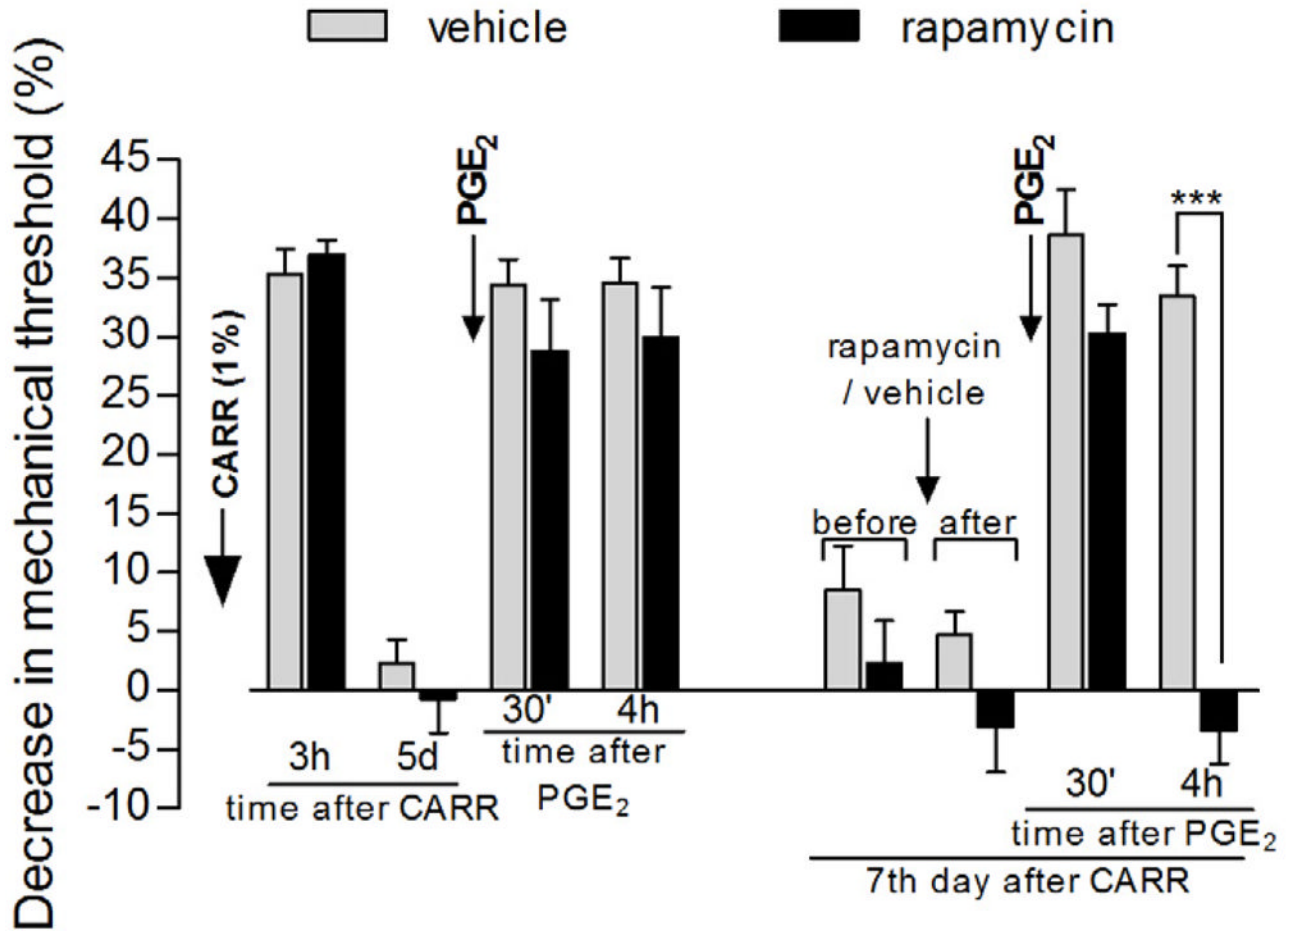 vehicle
rapamycin
Decrease in mechanical threshold (%)
45
40
35
30
25
20
15
10
5
0
-5
-10
CARR (1%)
PGE₂
PGE₂
***
rapamycin
/ vehicle
before after
30' 4h
3h 5d
time after
PGE₂
time after CARR
30' 4h
time after PGE₂
7th day after CARR